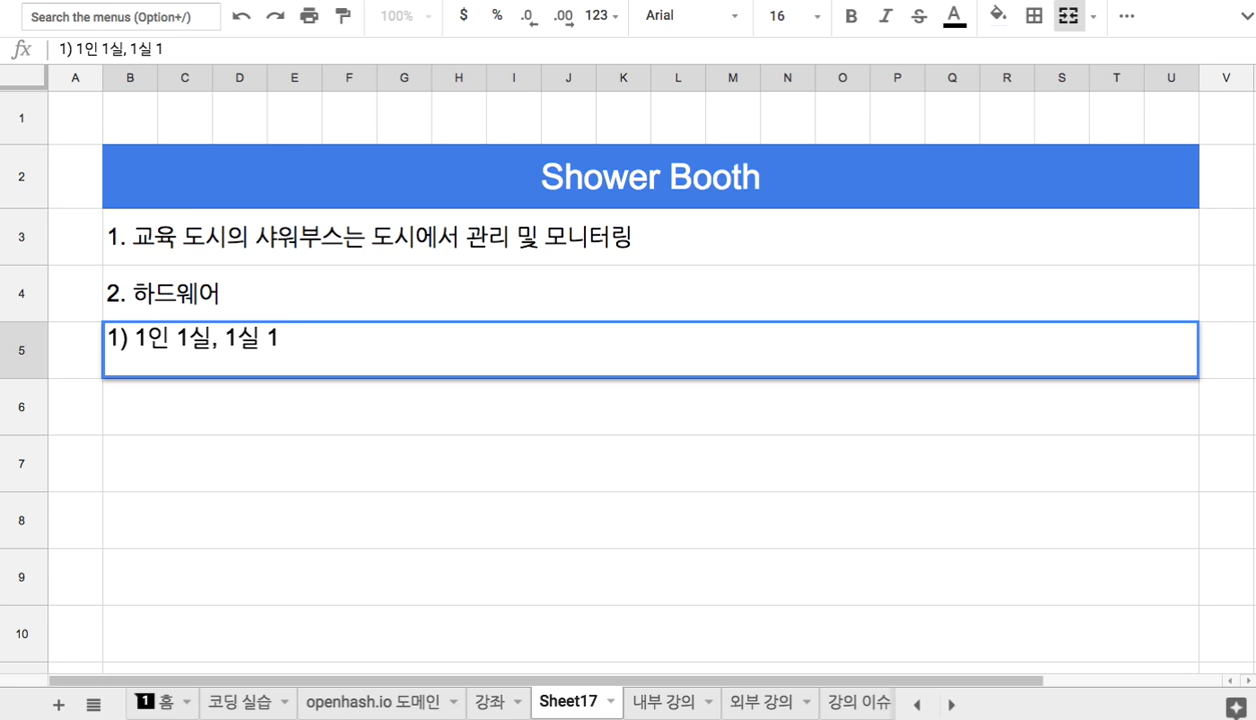 Search the menus (Option+/)
100%
$ % .0 .00 123
Arial
16
B I S A
fx 1) 1인 1실, 1실 1
A B C D E F G H I J K L M N O P Q R S T U V
1
2 Shower Booth
3 1. 교육 도시의 샤워부스는 도시에서 관리 및 모니터링
4 2. 하드웨어
5 1) 1인 1실, 1실 1
6
7
8
9
10
+ 1 홈 코딩 실습 openhash.io 도메인 강좌 Sheet17 내부 강의 외부 강의 강의 이슈